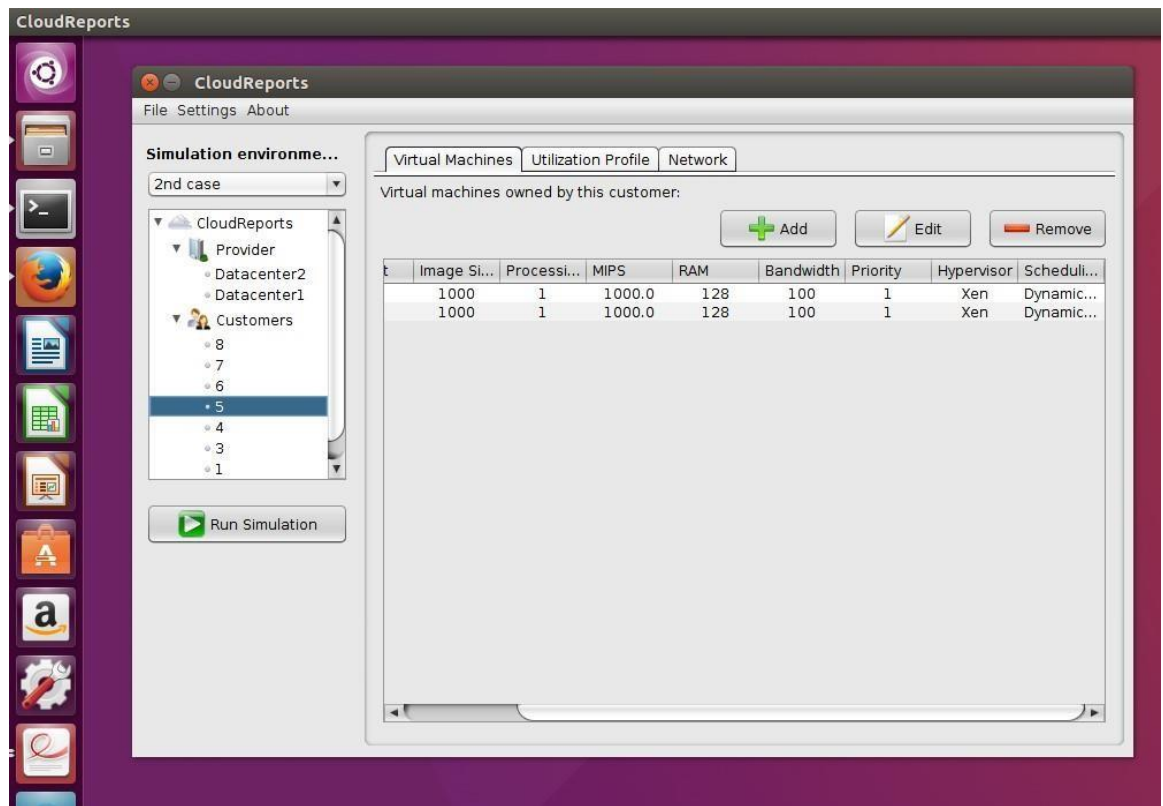 CloudReports
CloudReports
File Settings About
Simulation environme...
2nd case
CloudReports
Provider
Datacenter2
Datacenter1
Customers
8
7
6
5
4
3
1
Run Simulation
Virtual Machines Utilization Profile Network
Virtual machines owned by this customer:
Add Edit Remove
t Image Si... Processi... MIPS RAM Bandwidth Priority Hypervisor Scheduli...
1000 1 1000.0 128 100 1 Xen Dynamic...
1000 1 1000.0 128 100 1 Xen Dynamic...